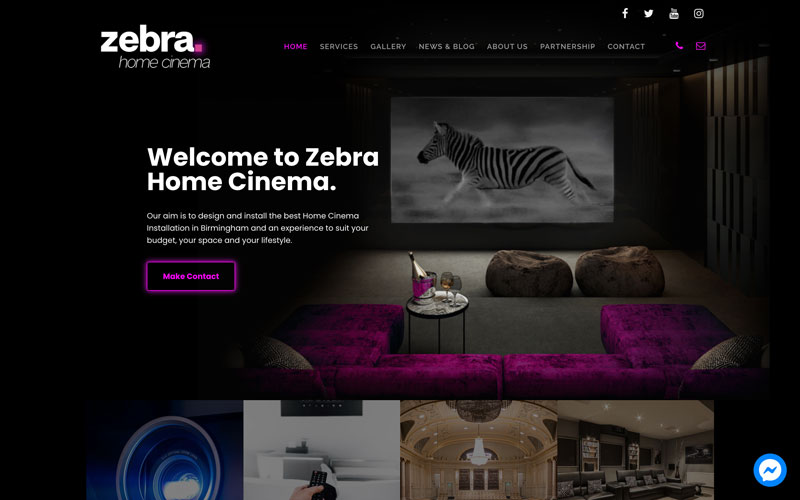 zebra.
home cinema
HOME SERVICES GALLERY NEWS & BLOG ABOUT US PARTNERSHIP CONTACT
Welcome to Zebra
Home Cinema.
Our aim is to design and install the best Home Cinema
Installation in Birmingham and an experience to suit your
budget, your space and your lifestyle.
Make Contact